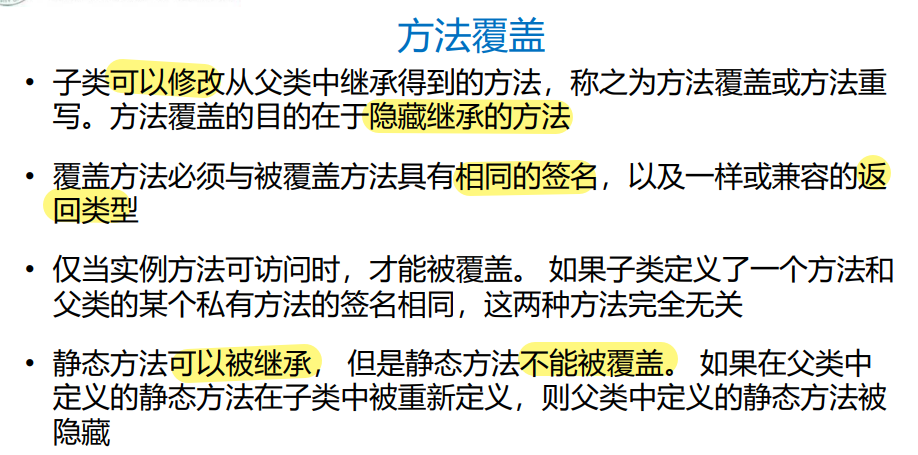 方法覆盖
• 子类可以修改从父类中继承得到的方法，称之为方法覆盖或方法重
写。方法覆盖的目的在于隐藏继承的方法
• 覆盖方法必须与被覆盖方法具有相同的签名，以及一样或兼容的返
回类型
• 仅当实例方法可访问时，才能被覆盖。 如果子类定义了一个方法和
父类的某个私有方法的签名相同，这两种方法完全无关
• 静态方法可以被继承， 但是静态方法不能被覆盖。 如果在父类中
定义的静态方法在子类中被重新定义，则父类中定义的静态方法被
隐藏